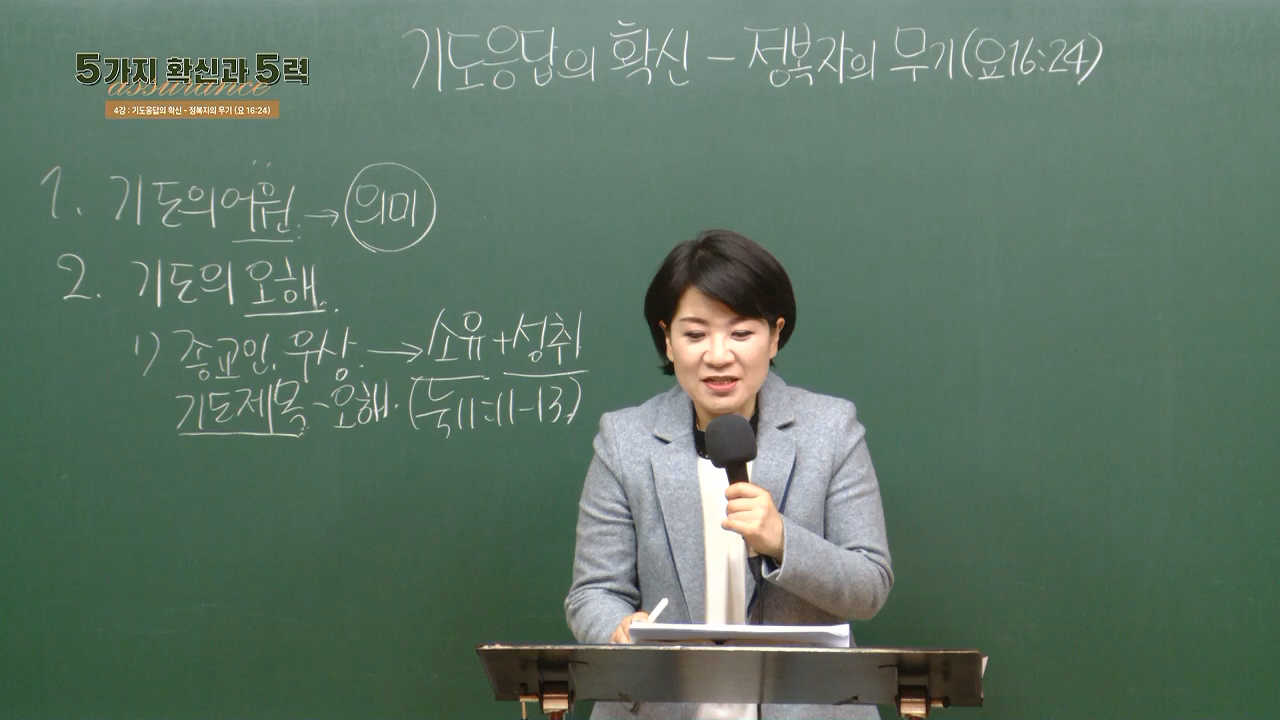 5가지 확신과 5력
assurance
4강 : 기도응답의 확신 - 정복자의 무기 (요 16:24)
기도응답의 확신 - 정복자의 무기(요16:24)
1. 기도의어원. → 의미
2. 기도의 오해.
1) 종교인, 우상. → 소유+성취
기도제목 - 오해. (눅11:11-13)